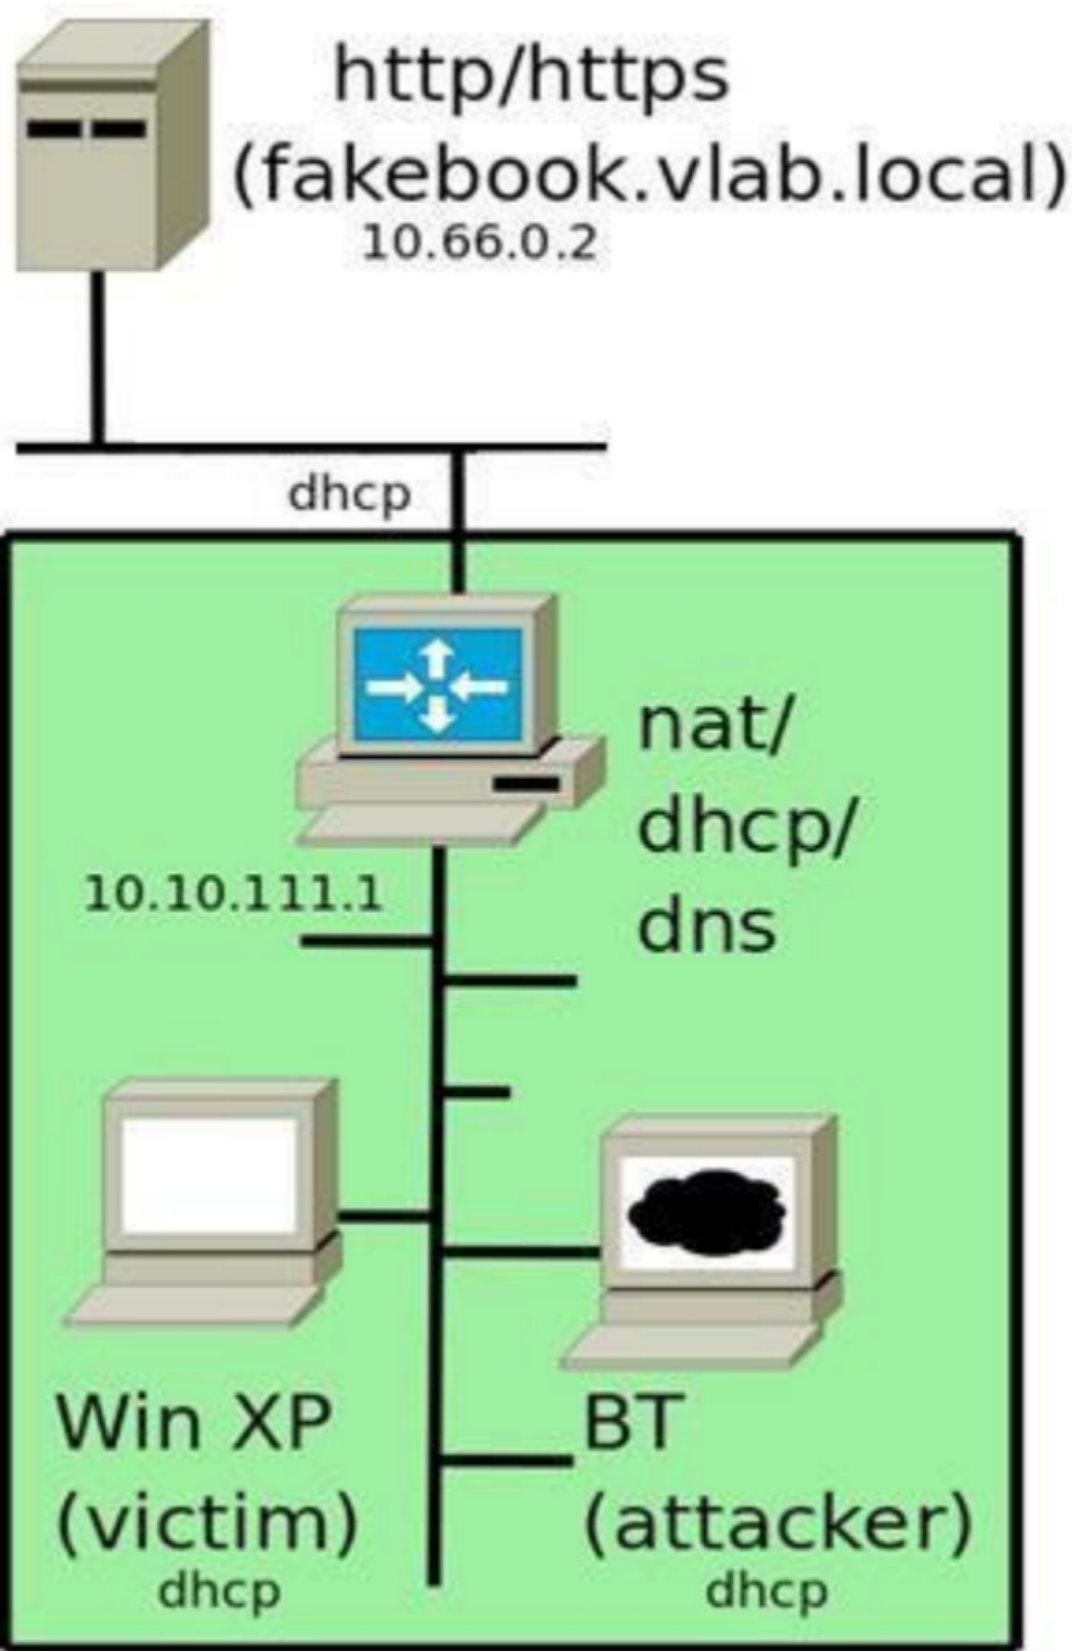 http/https
(fakebook.vlab.local)
10.66.0.2
dhcp
nat/
dhcp/
dns
10.10.111.1
Win XP
(victim)
dhcp
BT
(attacker)
dhcp